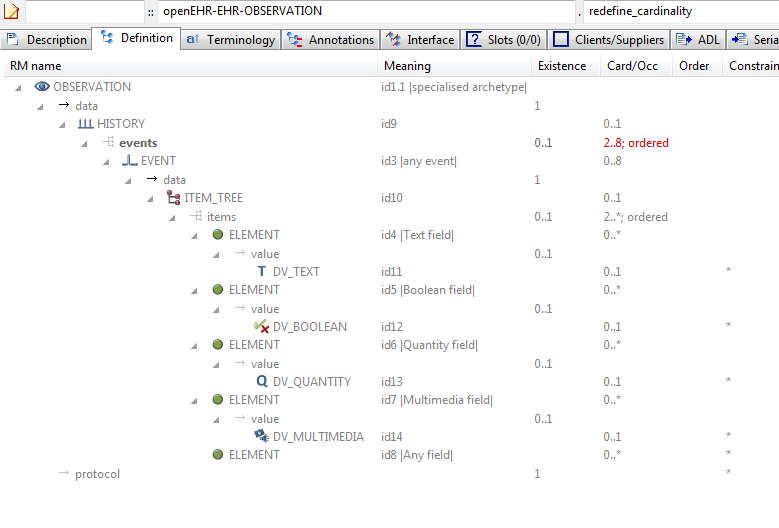 :: openEHR-EHR-OBSERVATION . redefine_cardinality
Description Definition Terminology Annotations Interface Slots (0/0) Clients/Suppliers ADL Seria
RM name Meaning Existence Card/Occ Order Constrain
OBSERVATION id1.1 |specialised archetype|
data 1
HISTORY id9 0..1
events 0..1 2..8; ordered
EVENT id3 |any event| 0..8
data 1
ITEM_TREE id10 0..1
items 0..1 2..*; ordered
ELEMENT id4 |Text field| 0..*
value 0..1
T DV_TEXT id11 0..1 *
ELEMENT id5 |Boolean field| 0..*
value 0..1
DV_BOOLEAN id12 0..1 *
ELEMENT id6 |Quantity field| 0..*
value 0..1
Q DV_QUANTITY id13 0..1 *
ELEMENT id7 |Multimedia field| 0..*
value 0..1
DV_MULTIMEDIA id14 0..1 *
ELEMENT id8 |Any field| 0..* *
protocol 1 *